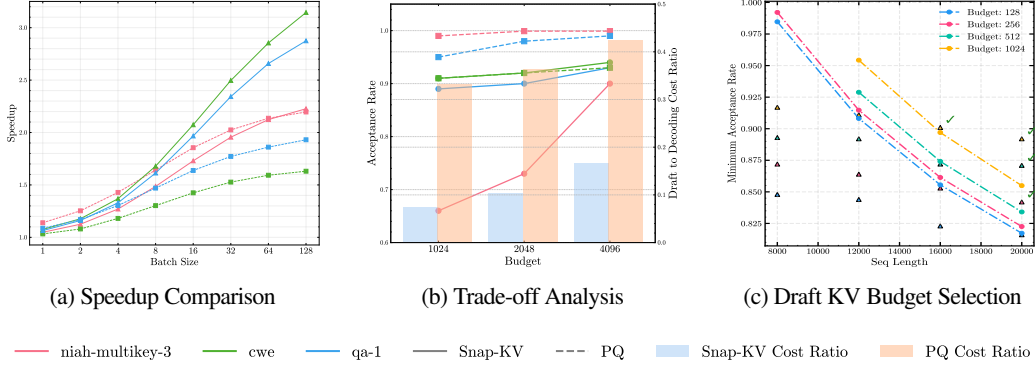 3.0
2.5
2.0
1.5
1.0
Speedup
1 2 4 8 16 32 64 128
Batch Size
(a) Speedup Comparison
1.0
0.9
0.8
0.7
0.6
Acceptance Rate
0.5
0.4
0.3
0.2
0.1
0.0
Draft to Decoding Cost Ratio
1024 2048 4096
Budget
(b) Trade-off Analysis
1.000
0.975
0.950
0.925
0.900
0.875
0.850
0.825
Minimum Acceptance Rate
Budget: 128
Budget: 256
Budget: 512
Budget: 1024
8000 10000 12000 14000 16000 18000 20000
Seq Length
(c) Draft KV Budget Selection
niah-multikey-3 cwe qa-1 Snap-KV PQ Snap-KV Cost Ratio PQ Cost Ratio